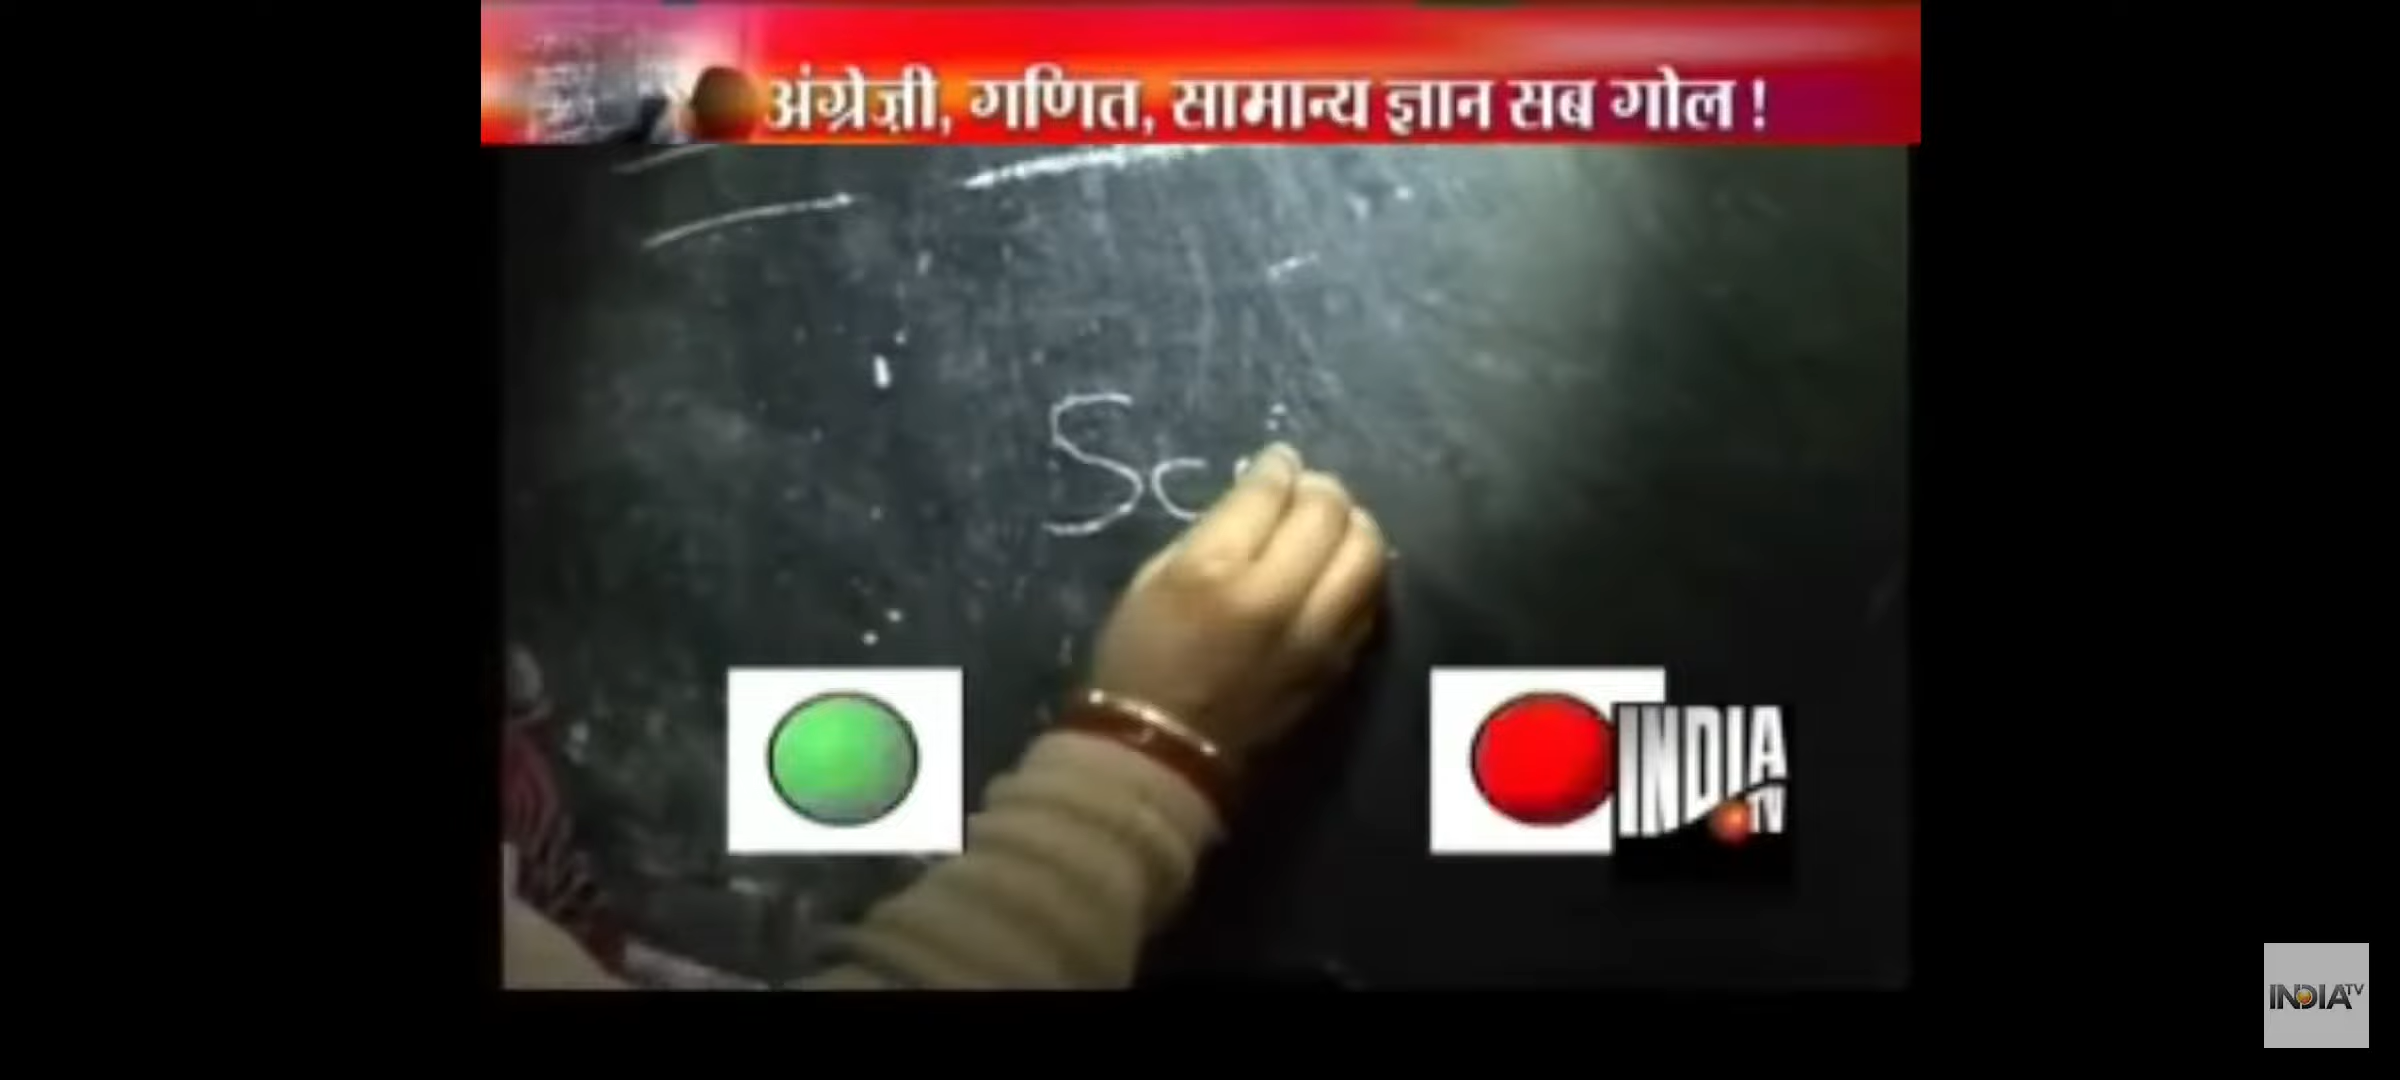 अंग्रेज़ी, गणित, सामान्य ज्ञान सब गोल !
Sc
INDIA
TV
INDIA TV